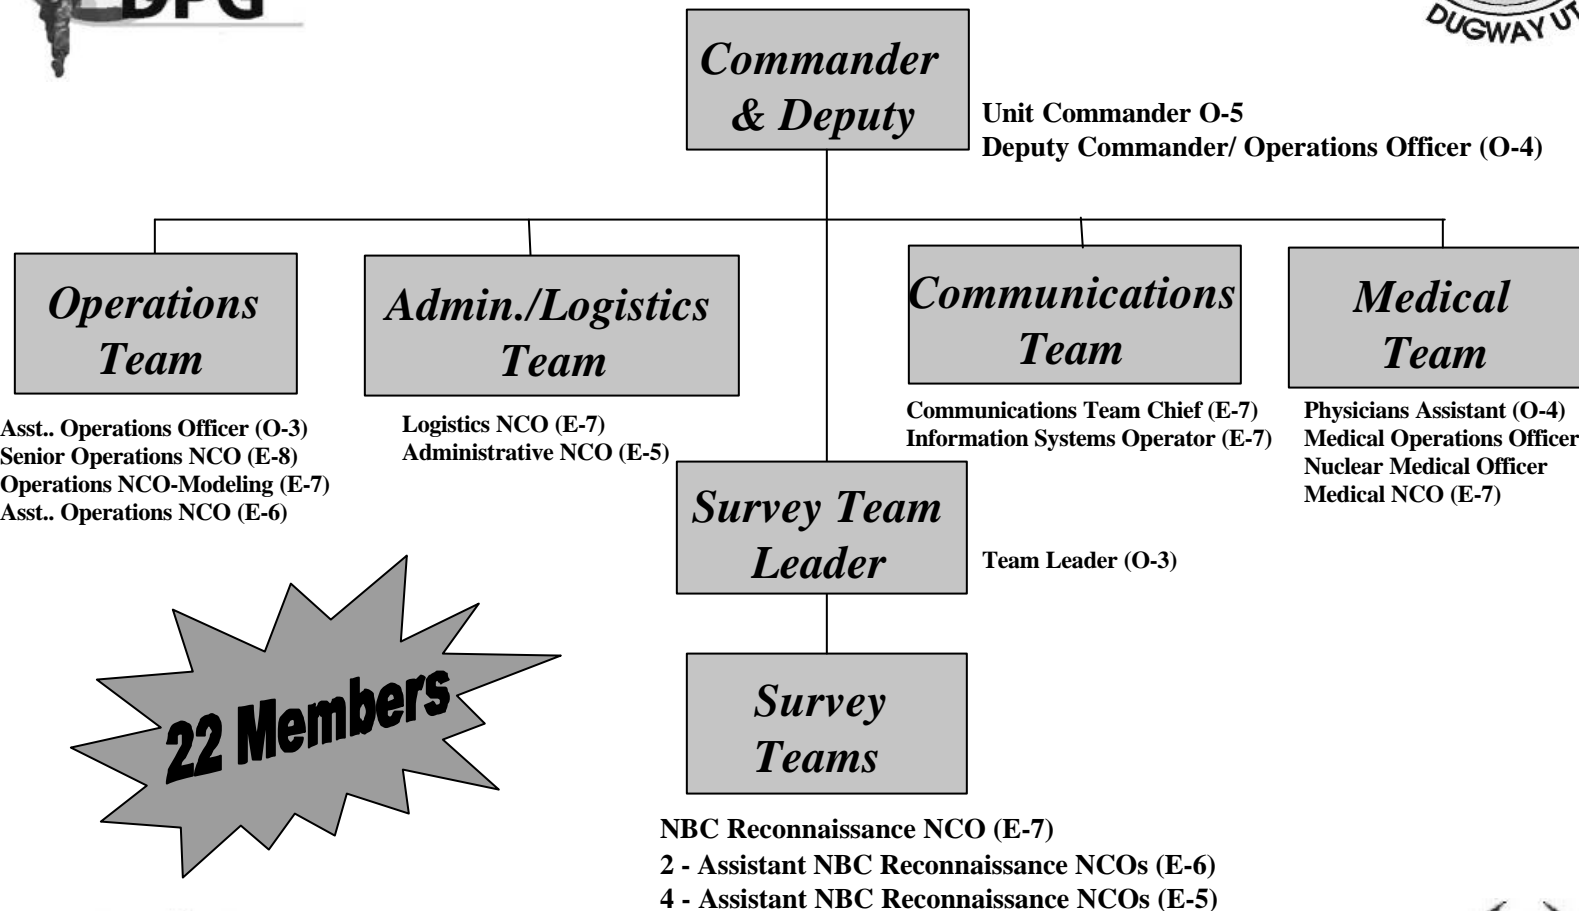 DPG
DUGWAY UT
Commander
& Deputy
Unit Commander O-5
Deputy Commander/ Operations Officer (O-4)
Operations
Team
Admin./Logistics
Team
Communications
Team
Medical
Team
Asst.. Operations Officer (O-3)
Senior Operations NCO (E-8)
Operations NCO-Modeling (E-7)
Asst.. Operations NCO (E-6)
Logistics NCO (E-7)
Administrative NCO (E-5)
Communications Team Chief (E-7)
Information Systems Operator (E-7)
Physicians Assistant (O-4)
Medical Operations Officer
Nuclear Medical Officer
Medical NCO (E-7)
Survey Team
Leader
Team Leader (O-3)
22 Members
Survey
Teams
NBC Reconnaissance NCO (E-7)
2 - Assistant NBC Reconnaissance NCOs (E-6)
4 - Assistant NBC Reconnaissance NCOs (E-5)